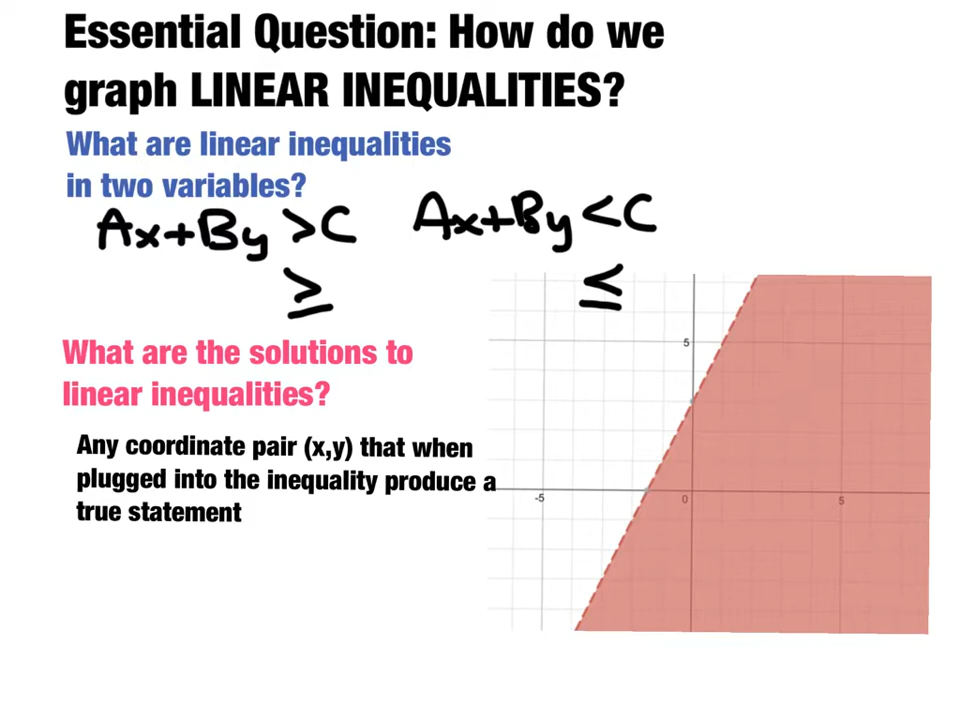 Essential Question: How do we
graph LINEAR INEQUALITIES?
What are linear inequalities
in two variables?
Ax+By >C Ax+By <C
≥ ≤
What are the solutions to
linear inequalities?
Any coordinate pair (x,y) that when
plugged into the inequality produce a
true statement
5
-5 0 5